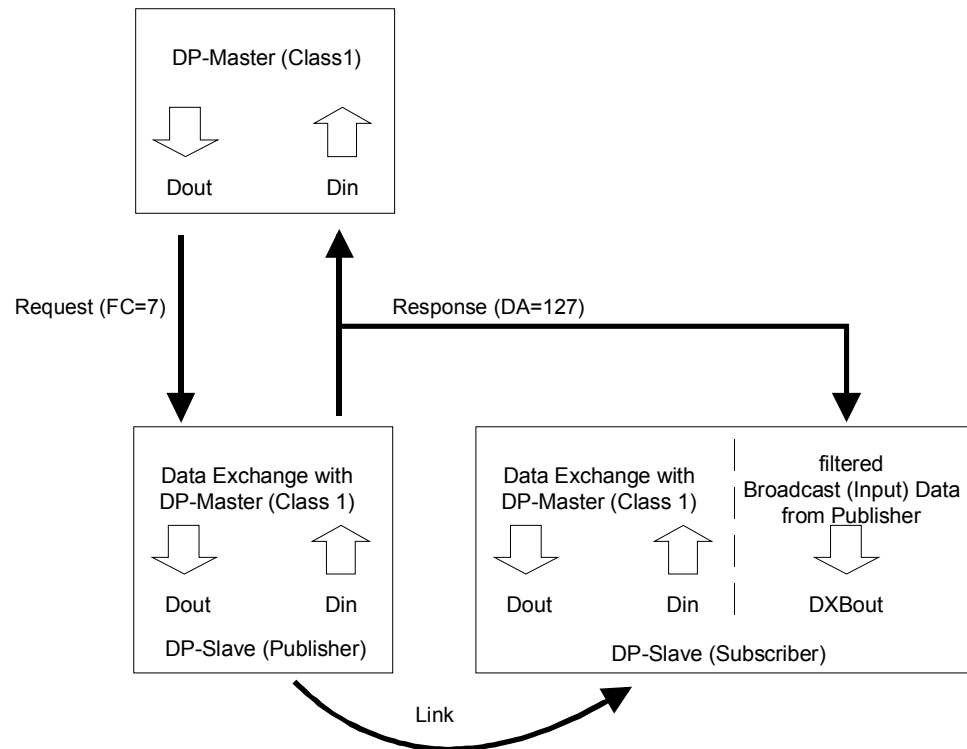 DP-Master (Class1)
Dout
Din
Request (FC=7)
Response (DA=127)
Data Exchange with
DP-Master (Class 1)
Dout
Din
DP-Slave (Publisher)
Data Exchange with
DP-Master (Class 1)
Dout
Din
filtered
Broadcast (Input) Data
from Publisher
DXBout
DP-Slave (Subscriber)
Link